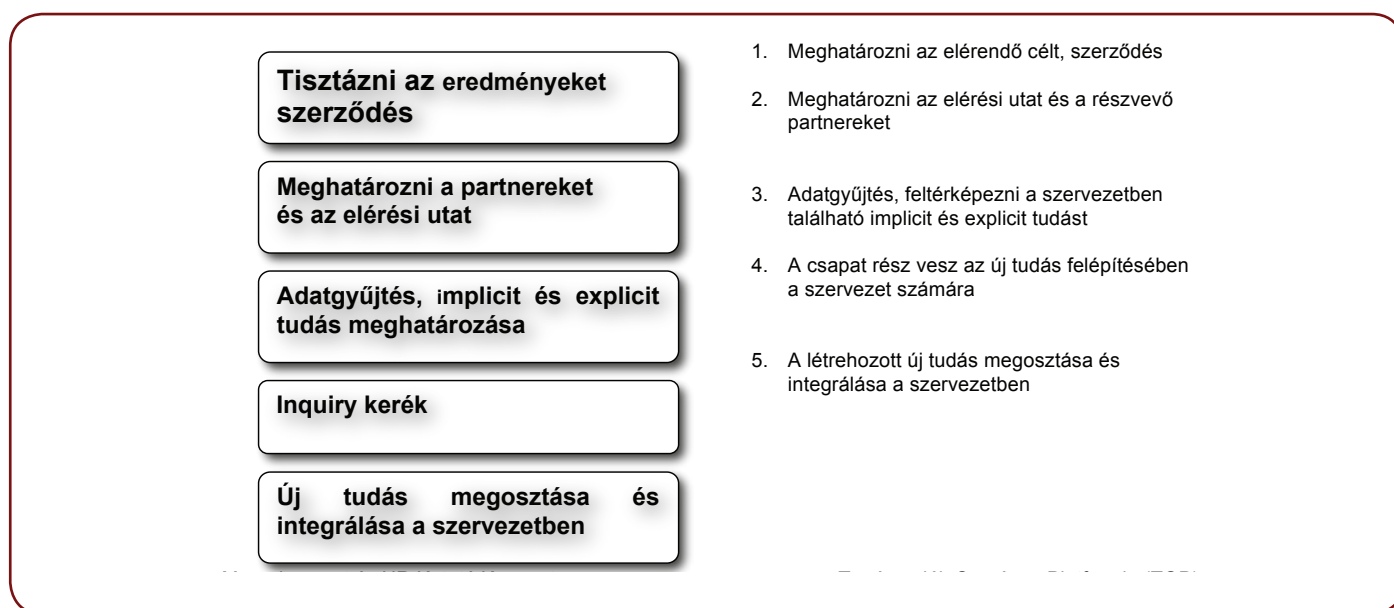 Tisztázni az eredményeket
szerződés
Meghatározni a partnereket
és az elérési utat
Adatgyűjtés, implicit és explicit
tudás meghatározása
Inquiry kerék
Új tudás megosztása és
integrálása a szervezetben
1. Meghatározni az elérendő célt, szerződés
2. Meghatározni az elérési utat és a részvevő
partnereket
3. Adatgyűjtés, feltérképezni a szervezetben
található implicit és explicit tudást
4. A csapat rész vesz az új tudás felépítésében
a szervezet számára
5. A létrehozott új tudás megosztása és
integrálása a szervezetben